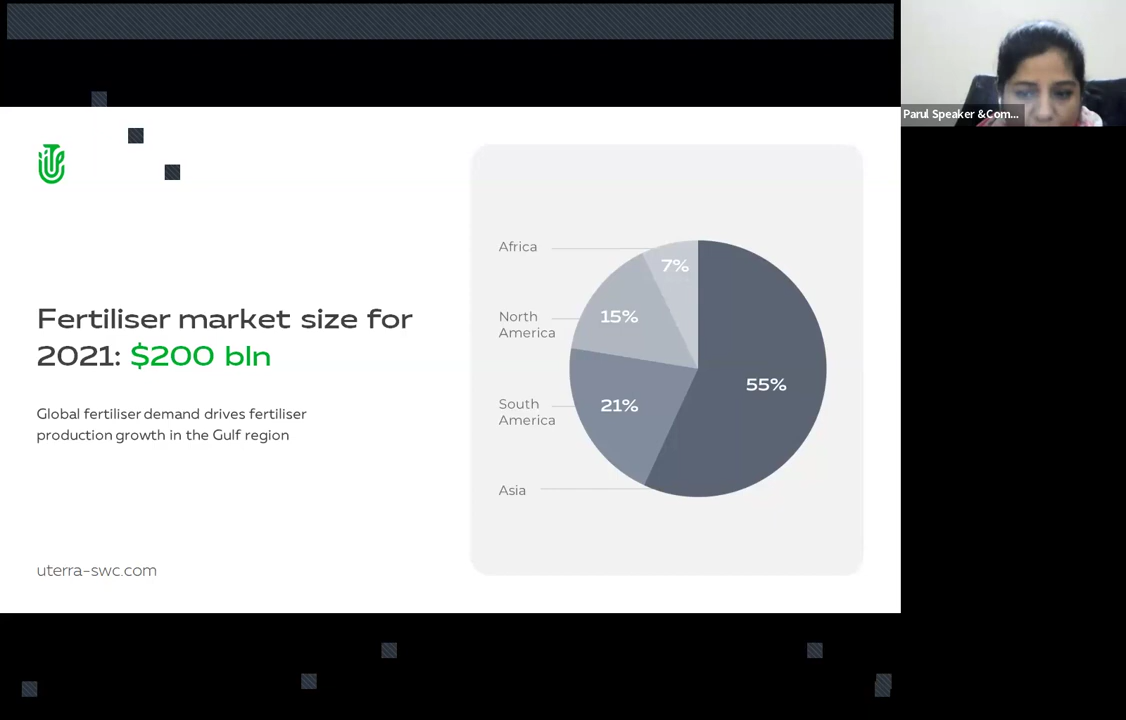 Parul Speaker &Com...
Fertiliser market size for
2021: $200 bln
Global fertiliser demand drives fertiliser
production growth in the Gulf region
uterra-swc.com
Africa
7%
North
America
15%
55%
South
America
21%
Asia